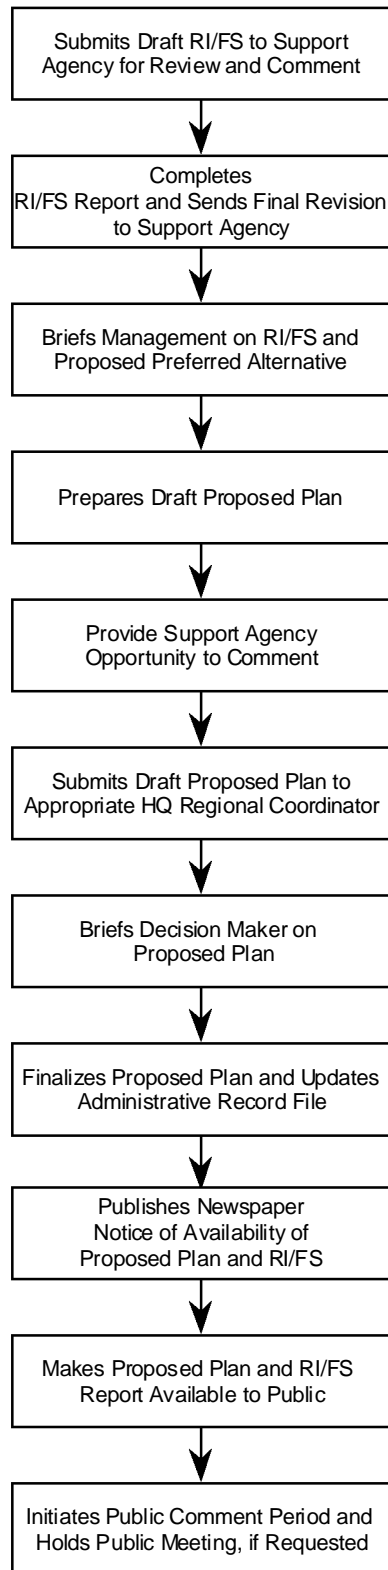 Submits Draft RI/FS to Support
Agency for Review and Comment
Completes
RI/FS Report and Sends Final Revision
to Support Agency
Briefs Management on RI/FS and
Proposed Preferred Alternative
Prepares Draft Proposed Plan
Provide Support Agency
Opportunity to Comment
Submits Draft Proposed Plan to
Appropriate HQ Regional Coordinator
Briefs Decision Maker on
Proposed Plan
Finalizes Proposed Plan and Updates
Administrative Record File
Publishes Newspaper
Notice of Availability of
Proposed Plan and RI/FS
Makes Proposed Plan and RI/FS
Report Available to Public
Initiates Public Comment Period and
Holds Public Meeting, if Requested